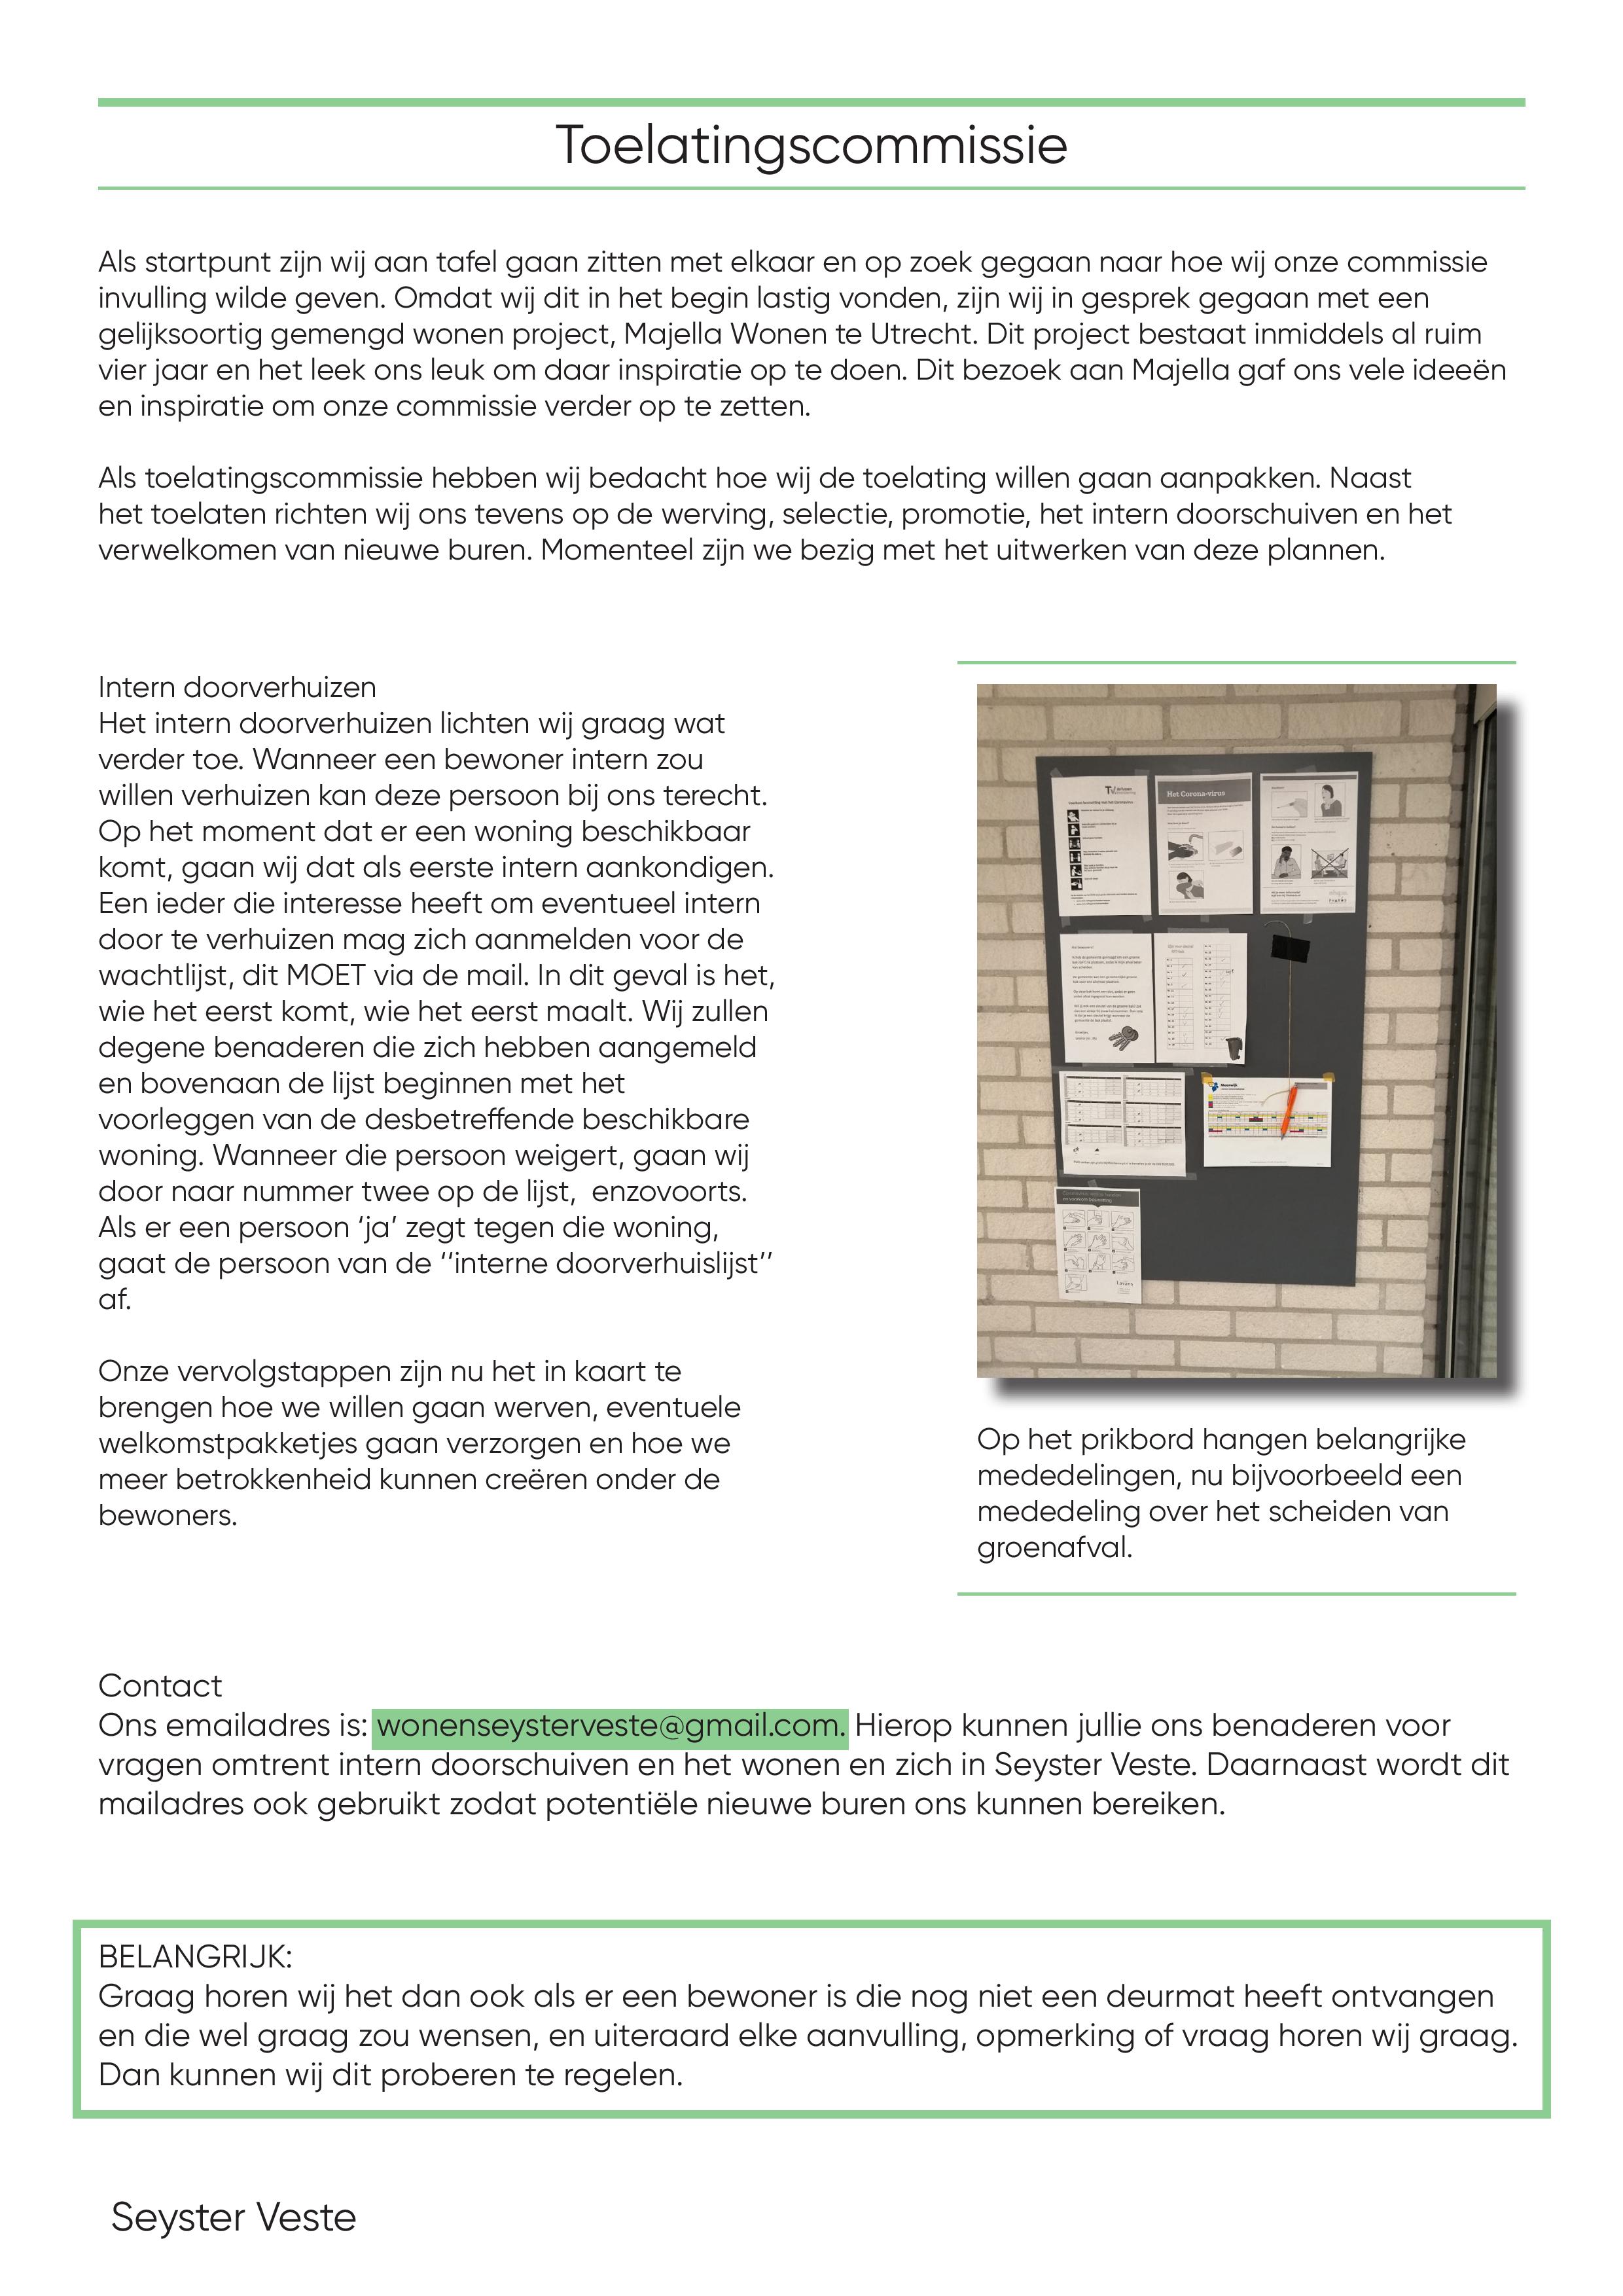 Toelatingscommissie
Als startpunt zijn wij aan tafel gaan zitten met elkaar en op zoek gegaan naar hoe wij onze commissie
invulling wilde geven. Omdat wij dit in het begin lastig vonden, zijn wij in gesprek gegaan met een
gelijksoortig gemengd wonen project, Majella Wonen te Utrecht. Dit project bestaat inmiddels al ruim
vier jaar en het leek ons leuk om daar inspiratie op te doen. Dit bezoek aan Majella gaf ons vele ideeën
en inspiratie om onze commissie verder op te zetten.
Als toelatingscommissie hebben wij bedacht hoe wij de toelating willen gaan aanpakken. Naast
het toelaten richten wij ons tevens op de werving, selectie, promotie, het intern doorschuiven en het
verwelkomen van nieuwe buren. Momenteel zijn we bezig met het uitwerken van deze plannen.
Intern doorverhuizen
Het intern doorverhuizen lichten wij graag wat
verder toe. Wanneer een bewoner intern zou
willen verhuizen kan deze persoon bij ons terecht.
Op het moment dat er een woning beschikbaar
komt, gaan wij dat als eerste intern aankondigen.
Een ieder die interesse heeft om eventueel intern
door te verhuizen mag zich aanmelden voor de
wachtlijst, dit MOET via de mail. In dit geval is het,
wie het eerst komt, wie het eerst maalt. Wij zullen
degene benaderen die zich hebben aangemeld
en bovenaan de lijst beginnen met het
voorleggen van de desbetreffende beschikbare
woning. Wanneer die persoon weigert, gaan wij
door naar nummer twee op de lijst,  enzovoorts.
Als er een persoon ‘ja’ zegt tegen die woning,
gaat de persoon van de ‘‘interne doorverhuislijst’’
af.
Onze vervolgstappen zijn nu het in kaart te
brengen hoe we willen gaan werven, eventuele
welkomstpakketjes gaan verzorgen en hoe we
meer betrokkenheid kunnen creëren onder de
bewoners.
Het Corona-virus
Op het prikbord hangen belangrijke
mededelingen, nu bijvoorbeeld een
mededeling over het scheiden van
groenafval.
Contact
Ons emailadres is: wonenseysterveste@gmail.com. Hierop kunnen jullie ons benaderen voor
vragen omtrent intern doorschuiven en het wonen en zich in Seyster Veste. Daarnaast wordt dit
mailadres ook gebruikt zodat potentiële nieuwe buren ons kunnen bereiken.
BELANGRIJK:
Graag horen wij het dan ook als er een bewoner is die nog niet een deurmat heeft ontvangen
en die wel graag zou wensen, en uiteraard elke aanvulling, opmerking of vraag horen wij graag.
Dan kunnen wij dit proberen te regelen.
Seyster Veste